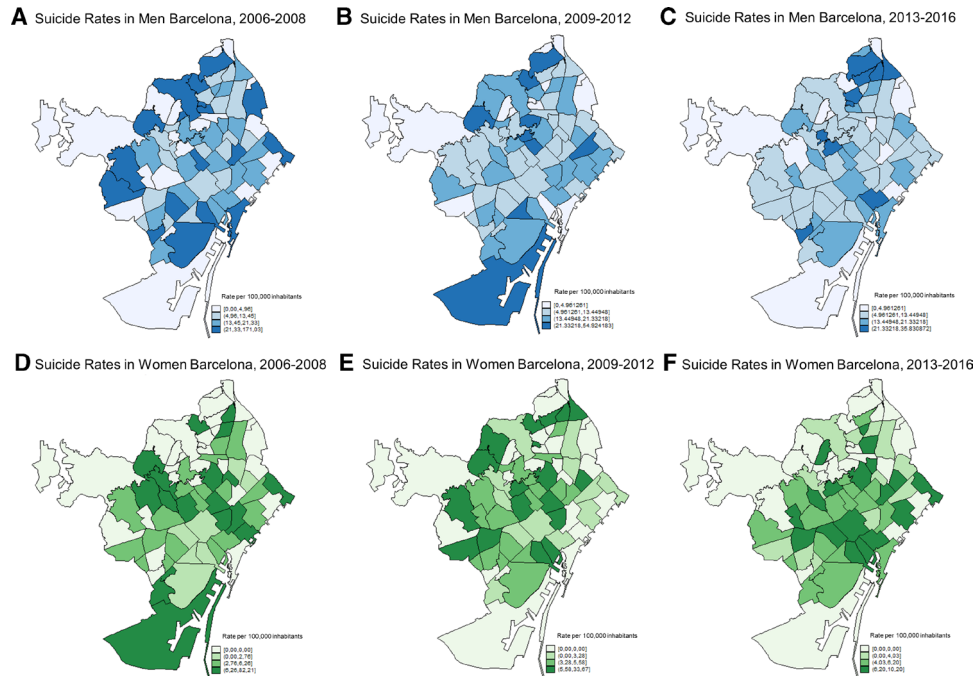 A Suicide Rates in Men Barcelona, 2006-2008
B Suicide Rates in Men Barcelona, 2009-2012
C Suicide Rates in Men Barcelona, 2013-2016
Rate per 100,000 inhabitants
[0,00,4,96]
(4,96,13,45]
(13,45,21,33]
(21,33,171,03]
Rate per 100,000 inhabitants
[0,4.961261]
(4.961261,13.44948]
(13.44948,21.33218]
(21.33218,54.924183]
Rate per 100,000 inhabitants
[0,4.961261]
(4.961261,13.44948]
(13.44948,21.33218]
(21.33218,35.830872]
D Suicide Rates in Women Barcelona, 2006-2008
E Suicide Rates in Women Barcelona, 2009-2012
F Suicide Rates in Women Barcelona, 2013-2016
Rate per 100,000 inhabitants
[0,00,0,00]
(0,00,2,76]
(2,76,6,26]
(6,26,82,21]
Rate per 100,000 inhabitants
[0,00,0,00]
(0,00,3,28]
(3,28,5,58]
(5,58,33,67]
Rate per 100,000 inhabitants
[0,00,0,00]
(0,00,4,03]
(4,03,6,20]
(6,20,10,20]